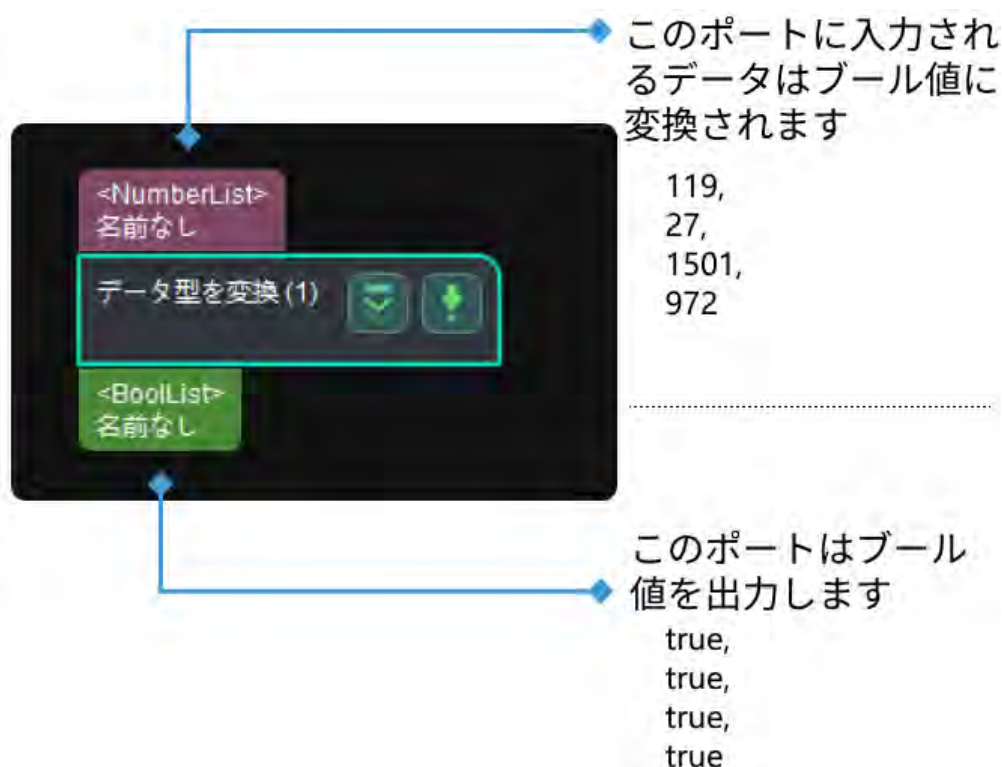 このポートに入力され
るデータはブール値に
変換されます
119,
27,
1501,
972
<NumberList>
名前なし
データ型を変換 (1)
<BoolList>
名前なし
このポートはブール
値を出力します
true,
true,
true,
true